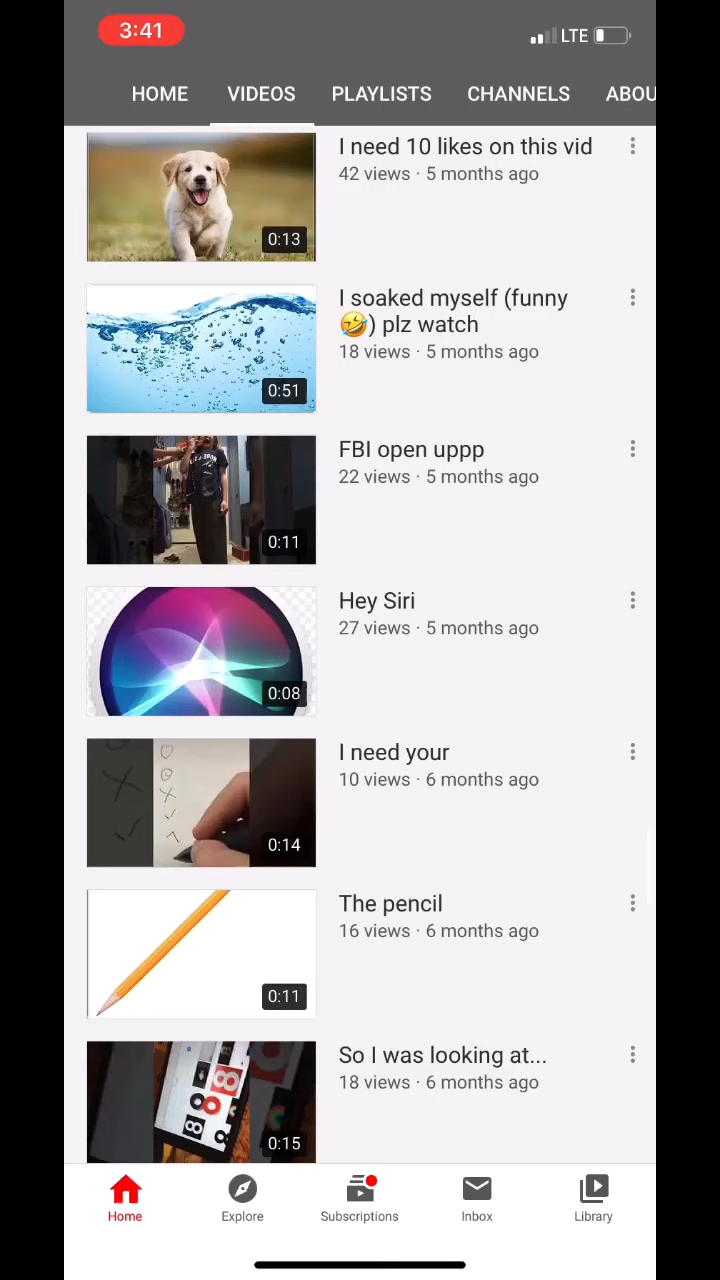 3:41
LTE
HOME VIDEOS PLAYLISTS CHANNELS ABOU
I need 10 likes on this vid
42 views · 5 months ago
0:13
I soaked myself (funny
🤣) plz watch
18 views · 5 months ago
0:51
FBI open uppp
22 views · 5 months ago
0:11
Hey Siri
27 views · 5 months ago
0:08
I need your
10 views · 6 months ago
0:14
The pencil
16 views · 6 months ago
0:11
So I was looking at...
18 views · 6 months ago
0:15
Home Explore Subscriptions Inbox Library